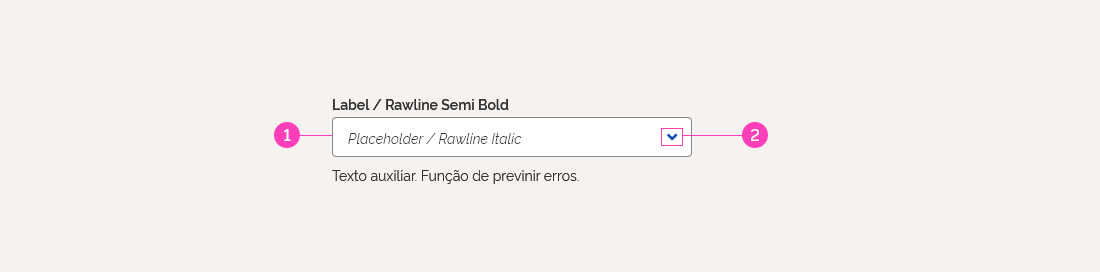 Label / Rawline Semi Bold
1
Placeholder / Rawline Italic
2
Texto auxiliar. Função de previnir erros.